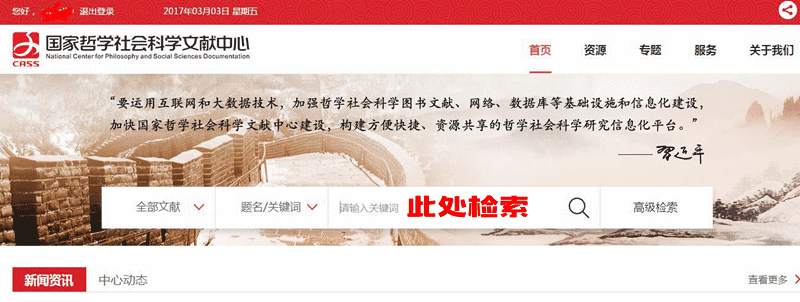 您好， / 退出登录 2017年03月03日 星期五
CASS
国家哲学社会科学文献中心
National Center for Philosophy and Social Sciences Documentation
首页 资源 专题 服务 关于我们
“要运用互联网和大数据技术，加强哲学社会科学图书文献、网络、数据库等基础设施和信息化建设，
加快国家哲学社会科学文献中心建设，构建方便快捷、资源共享的哲学社会科学研究信息化平台。”
——习近平
全部文献 题名/关键词 请输入关键词 此处检索 高级检索
新闻资讯 中心动态 查看更多